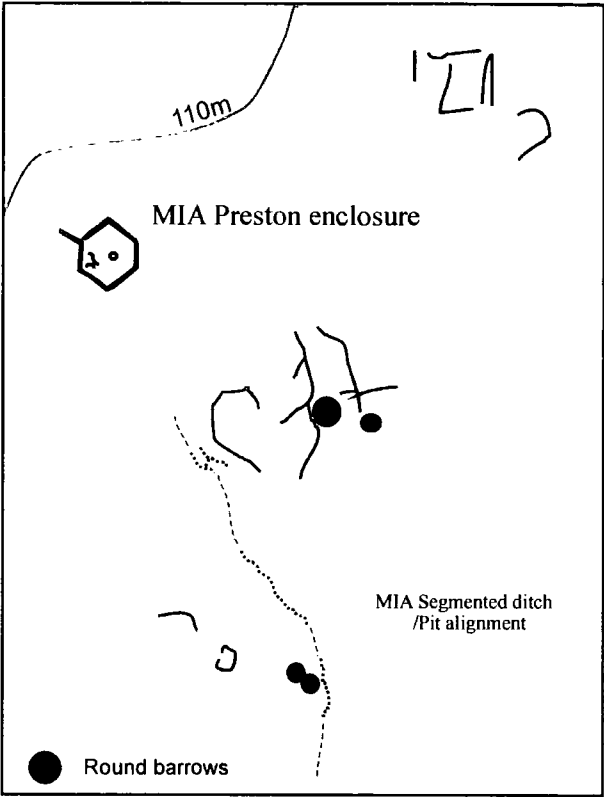 110m
MIA Preston enclosure
MIA Segmented ditch
/Pit alignment
Round barrows